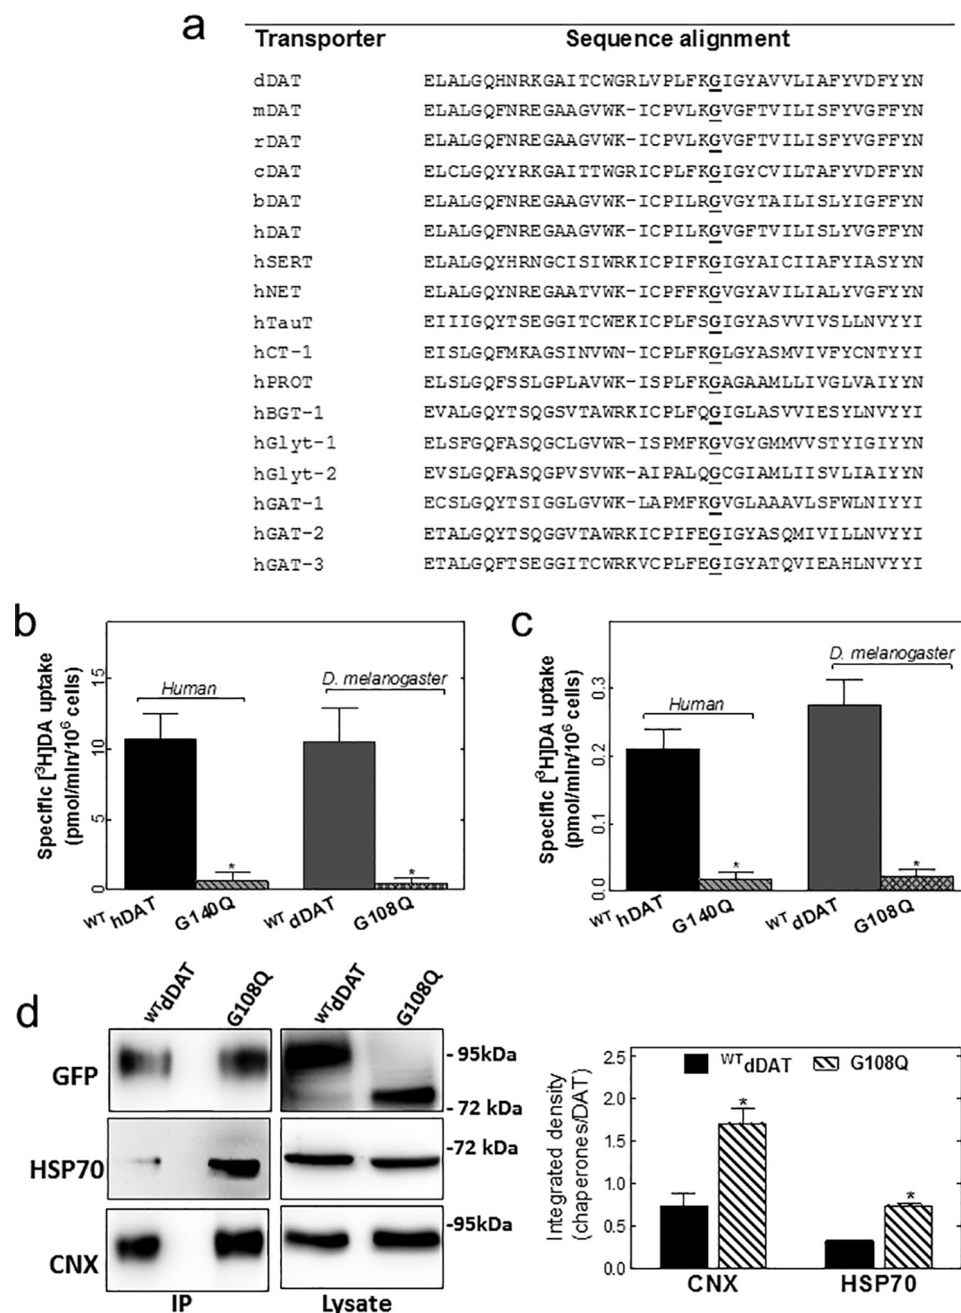 a
Transporter Sequence alignment
dDAT ELALGQHNRKGAITCWGRLVPLFKGIGYAVVLIAFYVDFYYN
mDAT ELALGQFNREGAAGVWK-ICPVLKGVGFTVILISFYVGFFYN
rDAT ELALGQFNREGAAGVWK-ICPVLKGVGFTVILISFYVGFFYN
cDAT ELCLGQYYRKGAITTWGRICPLFKGIGYCVILTAFYVDFFYN
bDAT ELALGQFNREGAAGVWK-ICPILRGVGYTAILISLYIGFFYN
hDAT ELALGQFNREGAAGVWK-ICPILKGVGFTVILISLYVGFFYN
hSERT ELALGQYHRNGCISIWRKICPIFKGIGYAICIIAFYIASYYN
hNET ELALGQYNREGAATVWK-ICPFFKGVGYAVILIALYVGFYYN
hTauT EIIIGQYTSEGGITCWEKICPLFSGIGYASVVIVSLLNVYYI
hCT-1 EISLGQFMKAGSINVWN-ICPLFKGLGYASMVIVFYCNTYYI
hPROT ELSLGQFSSLGPLAVWK-ISPLFKGAGAAMLLIVGLVAIYYN
hBGT-1 EVALGQYTSQGSVTAWRKICPLFQGIGLASVVIESYLNVYYI
hGlyt-1 ELSFGQFASQGCLGVWR-ISPMFKGVGYGMMVVSTYIGIYYN
hGlyt-2 EVSLGQFASQGPVSVWK-AIPALQGCGIAMLIISVLIAIYYN
hGAT-1 ECSLGQYTSIGGLGVWK-LAPMFKGVGLAAAVLSFWLNIYYI
hGAT-2 ETALGQYTSQGGVTAWRKICPIFEGIGYASQMIVILLNVYYI
hGAT-3 ETALGQFTSEGGITCWRKVCPLFEGIGYATQVIEAHLNVYYI
b
Specific [³H]DA uptake
(pmol/min/10⁶ cells)
15
10
5
0
Human
D. melanogaster
*
*
WT hDAT G140Q WT dDAT G108Q
c
Specific [³H]DA uptake
(pmol/min/10⁶ cells)
0.3
0.2
0.1
0.0
Human
D. melanogaster
*
*
WT hDAT G140Q WT dDAT G108Q
d
WTdDAT G108Q WTdDAT G108Q
GFP
-95kDa
-72 kDa
HSP70
-72 kDa
CNX
-95kDa
IP Lysate
Integrated density
(chaperones/DAT)
2.5
2.0
1.5
1.0
0.5
0.0
WTdDAT G108Q
*
*
CNX HSP70